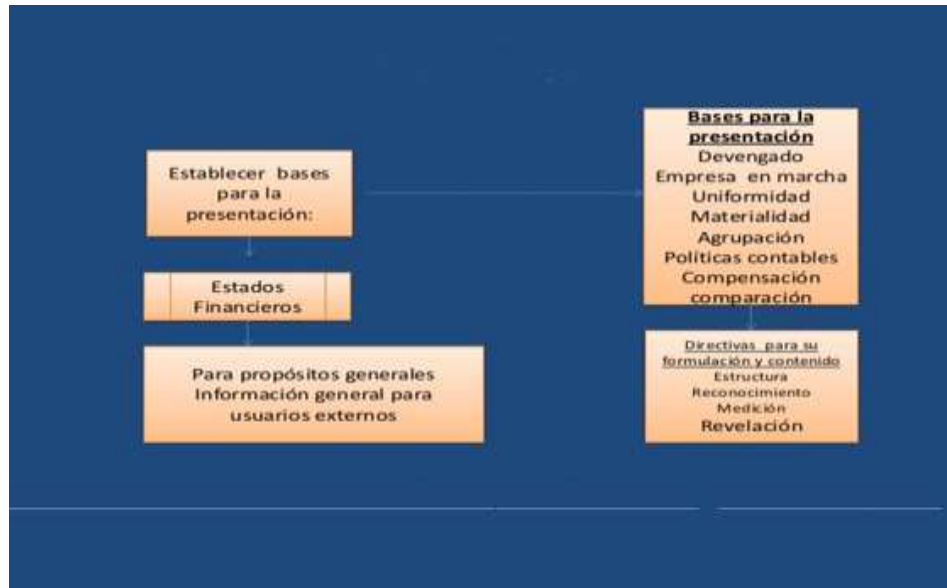 Establecer bases
para la
presentación:
Estados
Financieros
Para propósitos generales
Información general para
usuarios externos
Bases para la
presentación
Devengado
Empresa en marcha
Uniformidad
Materialidad
Agrupación
Políticas contables
Compensación
comparación
Directivas para su
formulación y contenido
Estructura
Reconocimiento
Medición
Revelación